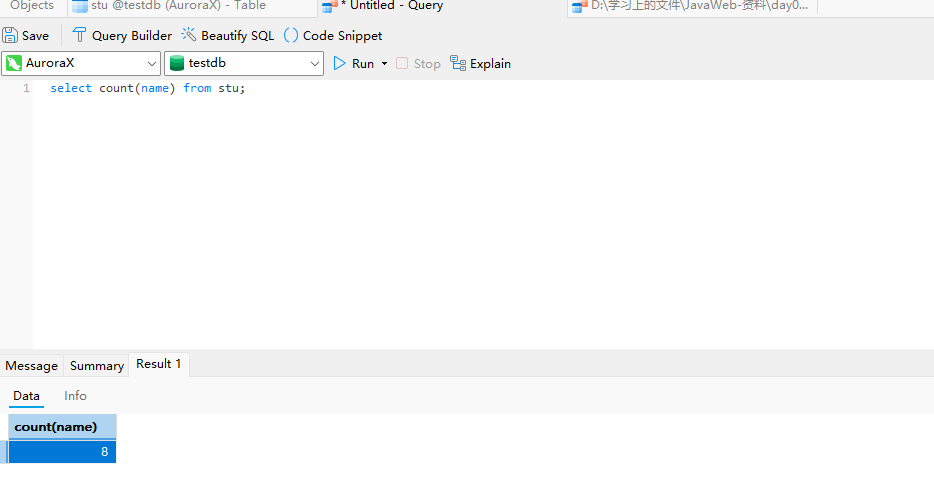 Objects stu @testdb (AuroraX) - Table * Untitled - Query D:\学习上的文件\JavaWeb-资料\day0...
Save Query Builder Beautify SQL () Code Snippet
AuroraX testdb Run Stop Explain
1 select count(name) from stu;
Message Summary Result 1
Data Info
count(name)
8